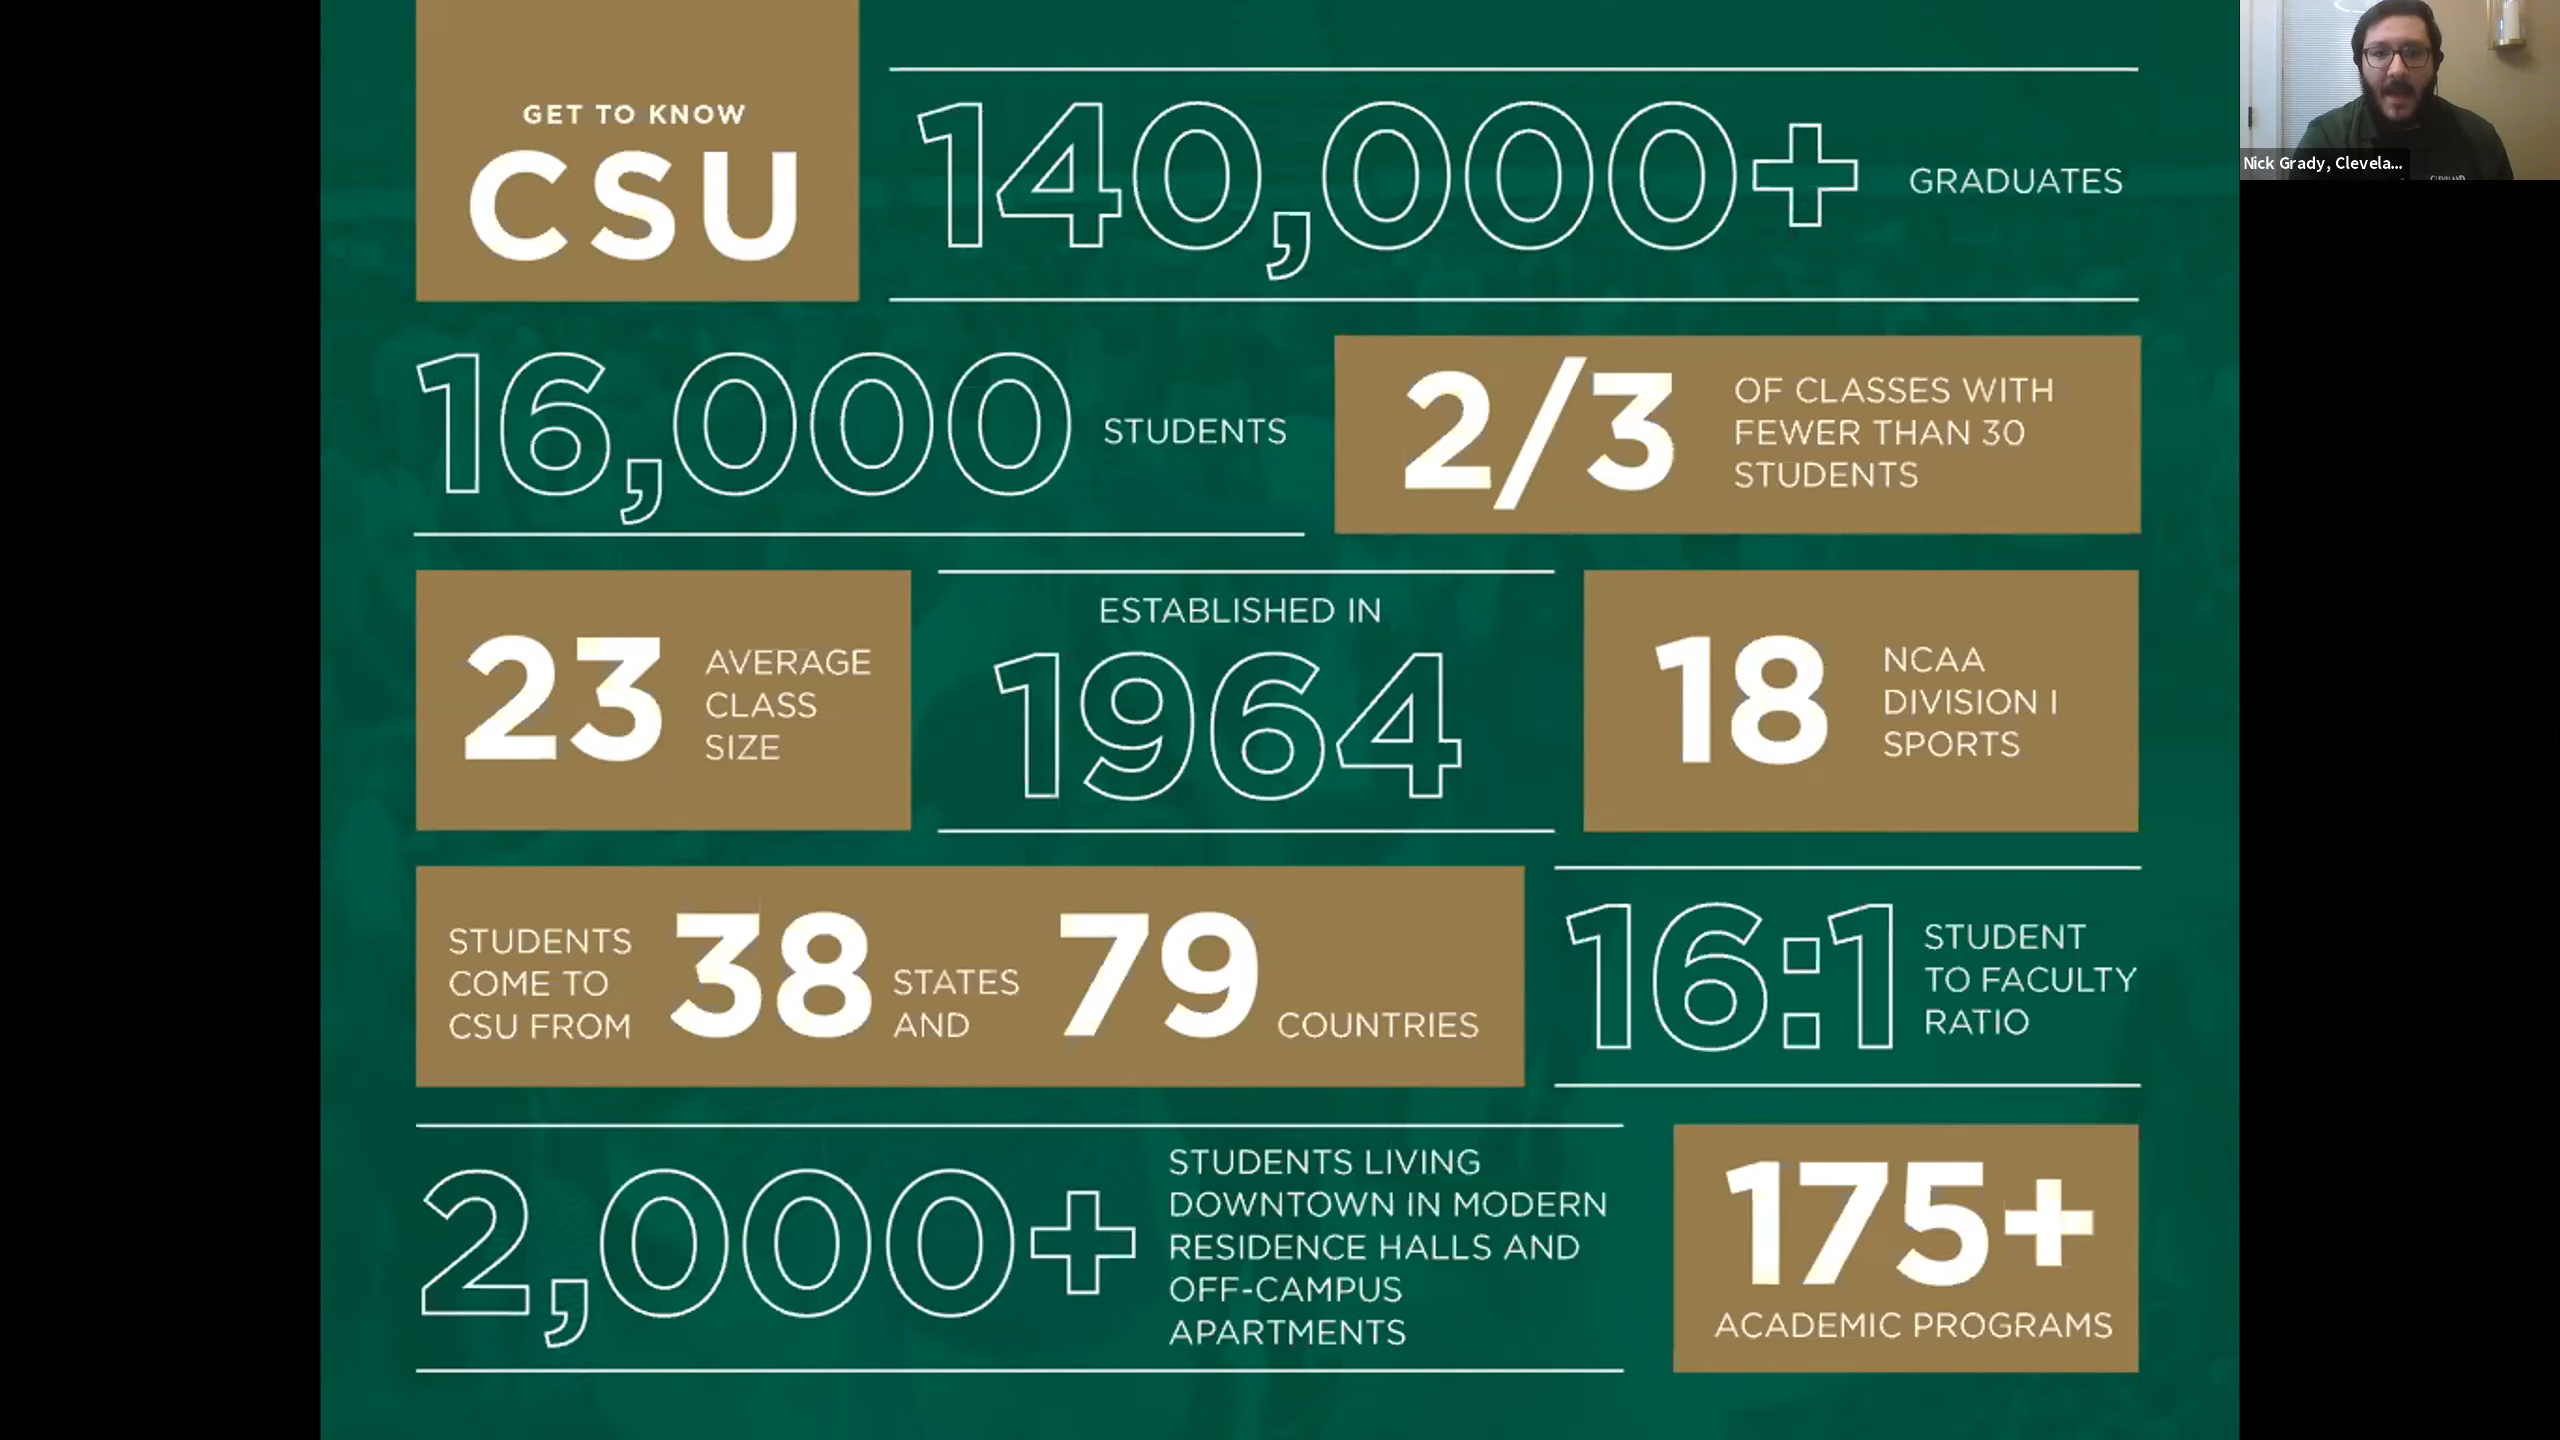 GET TO KNOW
CSU
140,000+
GRADUATES
16,000
STUDENTS
2/3
OF CLASSES WITH
FEWER THAN 30
STUDENTS
23
AVERAGE
CLASS
SIZE
ESTABLISHED IN
1964
18
NCAA
DIVISION I
SPORTS
STUDENTS
COME TO
CSU FROM
38
STATES
AND
79
COUNTRIES
16:1
STUDENT
TO FACULTY
RATIO
2,000+
STUDENTS LIVING
DOWNTOWN IN MODERN
RESIDENCE HALLS AND
OFF-CAMPUS
APARTMENTS
175+
ACADEMIC PROGRAMS
Nick Grady, Clevela...